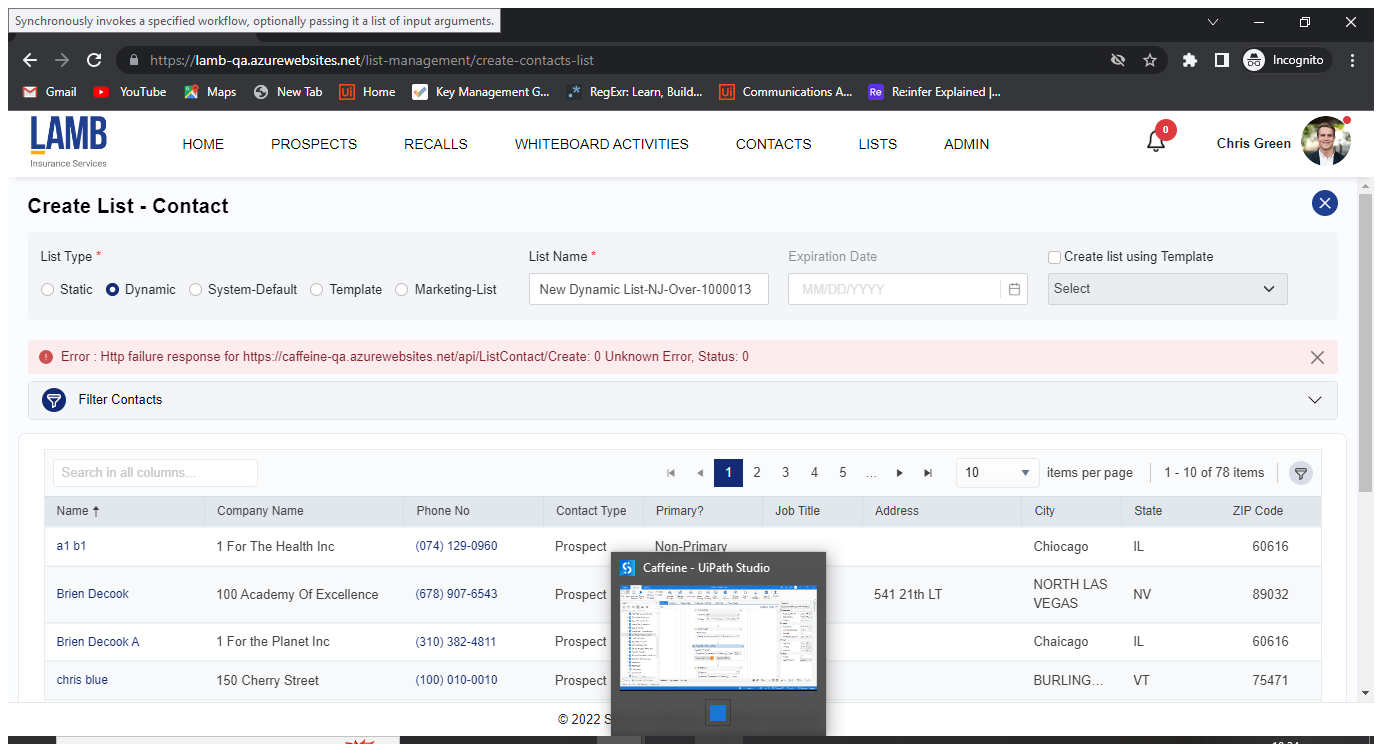 Synchronously invokes a specified workflow, optionally passing it a list of input arguments.
https://lamb-qa.azurewebsites.net/list-management/create-contacts-list
Incognito
Gmail YouTube Maps New Tab Home Key Management G... RegExr: Learn, Build... Communications A... Re:infer Explained |...
LAMB
Insurance Services
HOME PROSPECTS RECALLS WHITEBOARD ACTIVITIES CONTACTS LISTS ADMIN 0 Chris Green
Create List - Contact
List Type * List Name * Expiration Date Create list using Template
Static Dynamic System-Default Template Marketing-List New Dynamic List-NJ-Over-1000013 MM/DD/YYYY Select
Error : Http failure response for https://caffeine-qa.azurewebsites.net/api/ListContact/Create: 0 Unknown Error, Status: 0
Filter Contacts
Search in all columns... 1 2 3 4 5 ... 10 items per page 1 - 10 of 78 items
Name Company Name Phone No Contact Type Primary? Job Title Address City State ZIP Code
a1 b1 1 For The Health Inc (074) 129-0960 Prospect Non-Primary Chiocago IL 60616
Caffeine - UiPath Studio
Brien Decook 100 Academy Of Excellence (678) 907-6543 Prospect 541 21th LT NORTH LAS VEGAS NV 89032
Brien Decook A 1 For the Planet Inc (310) 382-4811 Prospect Chaicago IL 60616
chris blue 150 Cherry Street (100) 010-0010 Prospect BURLING... VT 75471
© 2022 S